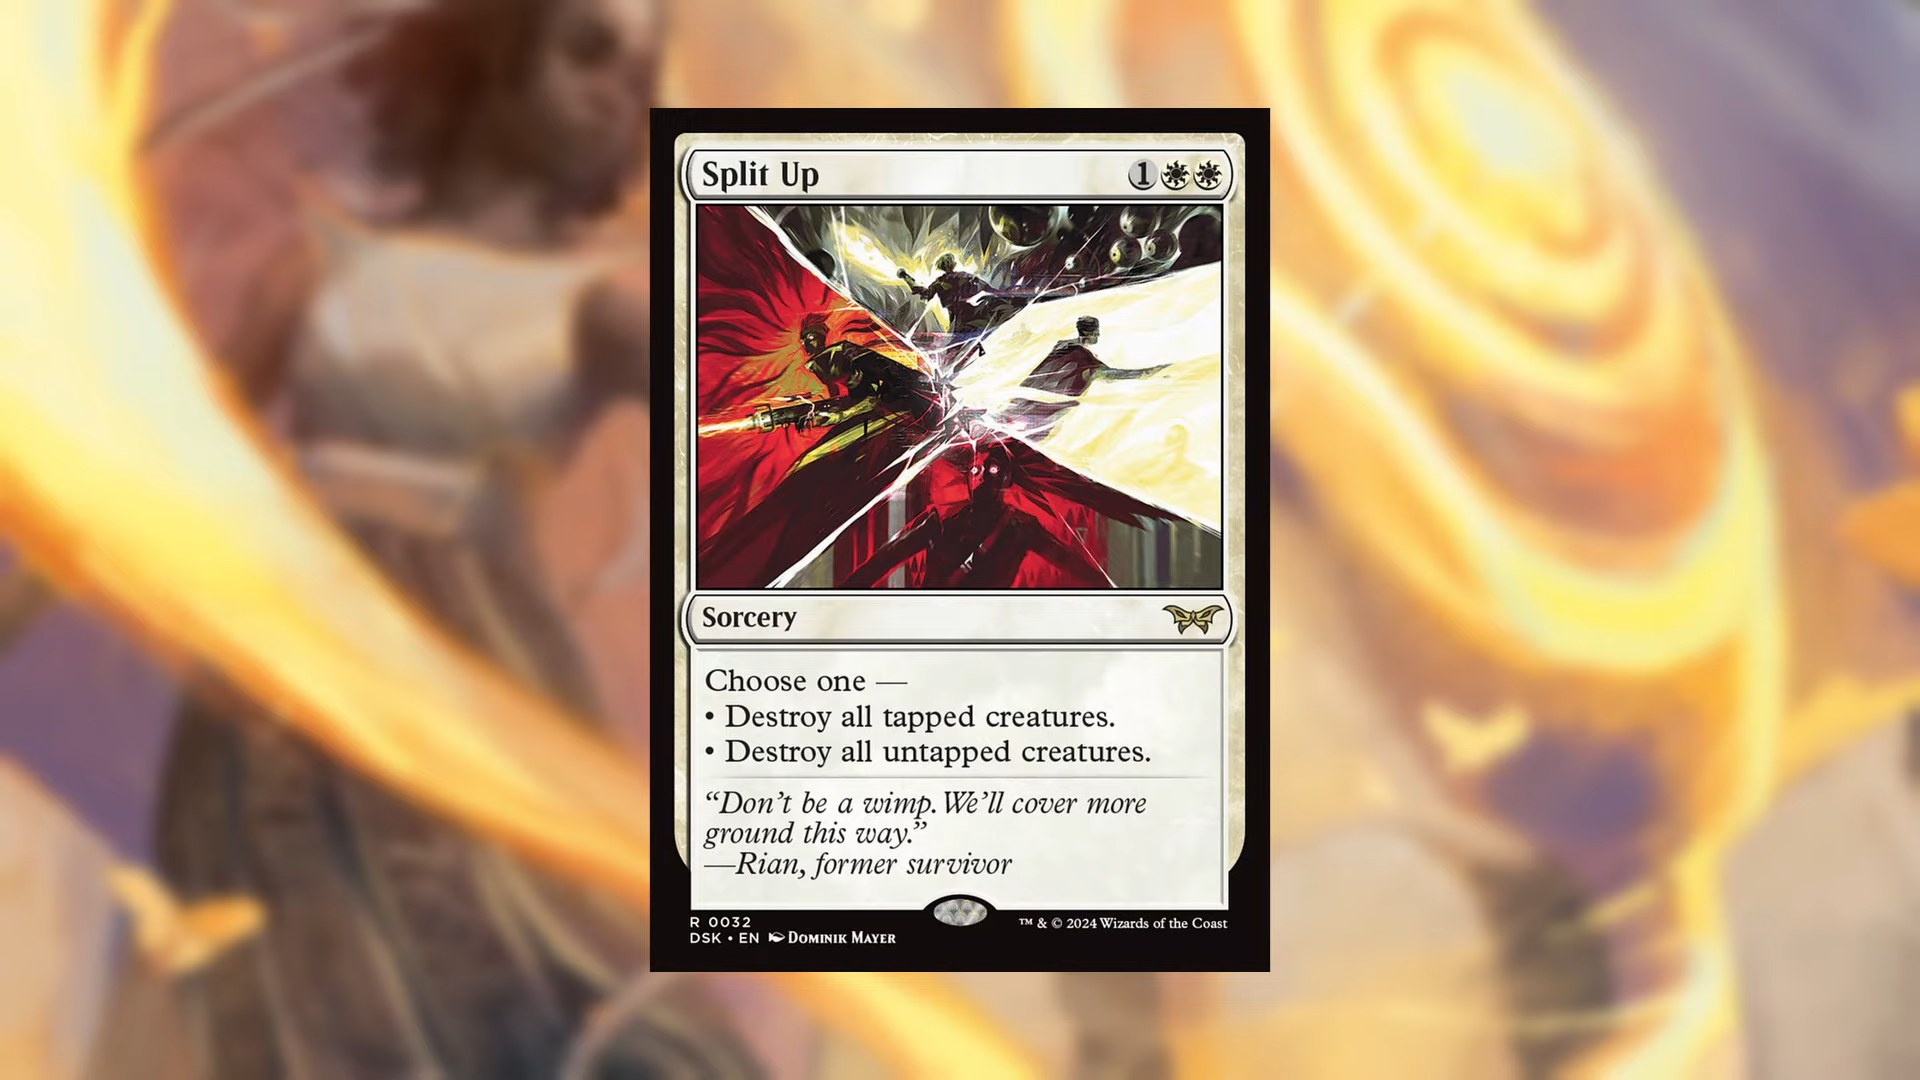 Split Up
1
Sorcery
Choose one —
• Destroy all tapped creatures.
• Destroy all untapped creatures.
“Don’t be a wimp. We’ll cover more
ground this way.”
—Rian, former survivor
R 0032
DSK • EN DOMINIK MAYER
™ & © 2024 Wizards of the Coast